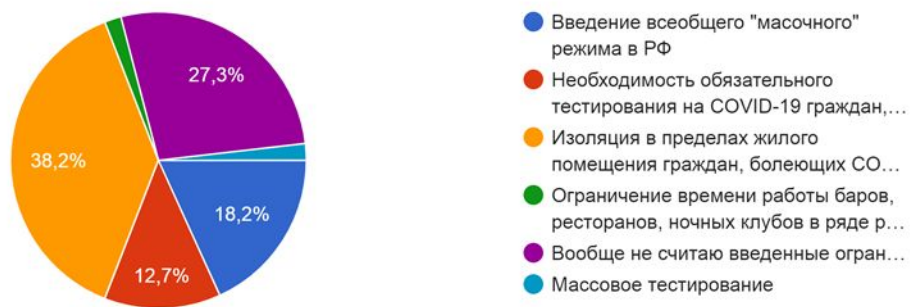 27,3%
38,2%
18,2%
12,7%
Введение всеобщего "масочного"
режима в РФ
Необходимость обязательного
тестирования на COVID-19 граждан,…
Изоляция в пределах жилого
помещения граждан, болеющих СО…
Ограничение времени работы баров,
ресторанов, ночных клубов в ряде р…
Вообще не считаю введенные огран…
Массовое тестирование